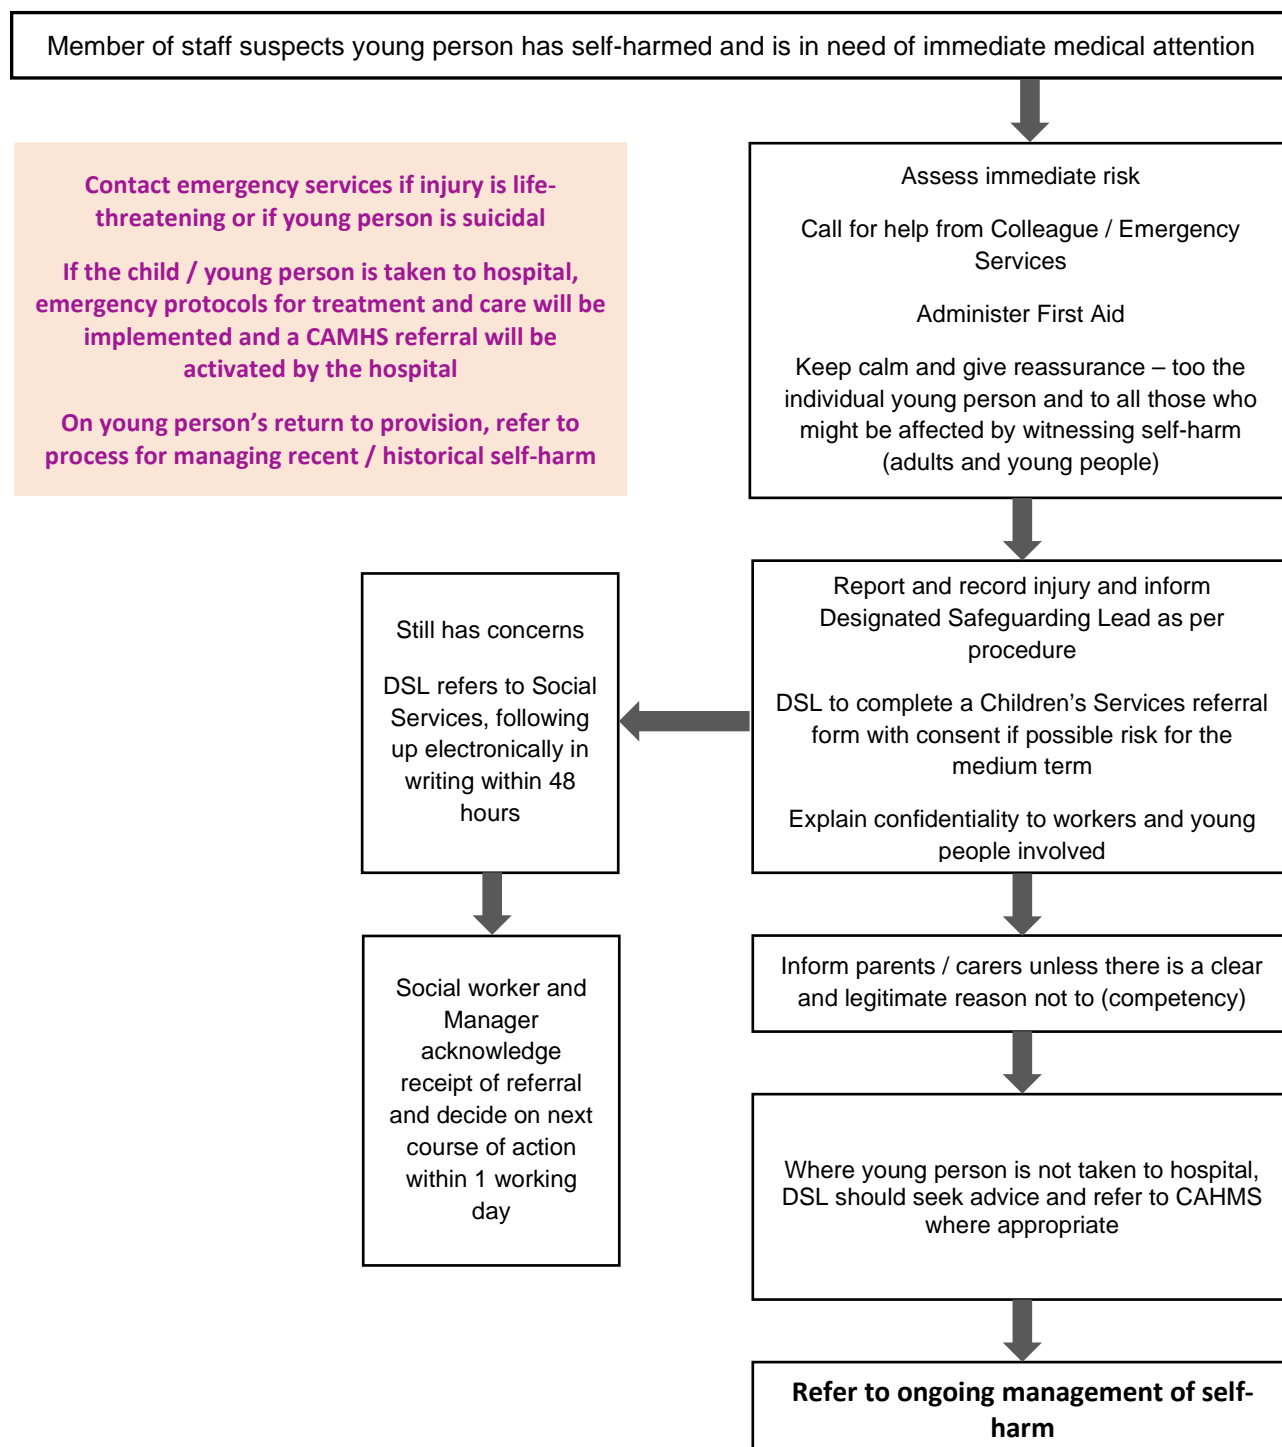 Member of staff suspects young person has self-harmed and is in need of immediate medical attention
Contact emergency services if injury is life-
threatening or if young person is suicidal
If the child / young person is taken to hospital,
emergency protocols for treatment and care will be
implemented and a CAMHS referral will be
activated by the hospital
On young person’s return to provision, refer to
process for managing recent / historical self-harm
Assess immediate risk
Call for help from Colleague / Emergency
Services
Administer First Aid
Keep calm and give reassurance – too the
individual young person and to all those who
might be affected by witnessing self-harm
(adults and young people)
Report and record injury and inform
Designated Safeguarding Lead as per
procedure
DSL to complete a Children’s Services referral
form with consent if possible risk for the
medium term
Explain confidentiality to workers and young
people involved
Still has concerns
DSL refers to Social
Services, following
up electronically in
writing within 48
hours
Social worker and
Manager
acknowledge
receipt of referral
and decide on next
course of action
within 1 working
day
Inform parents / carers unless there is a clear
and legitimate reason not to (competency)
Where young person is not taken to hospital,
DSL should seek advice and refer to CAHMS
where appropriate
Refer to ongoing management of self-
harm